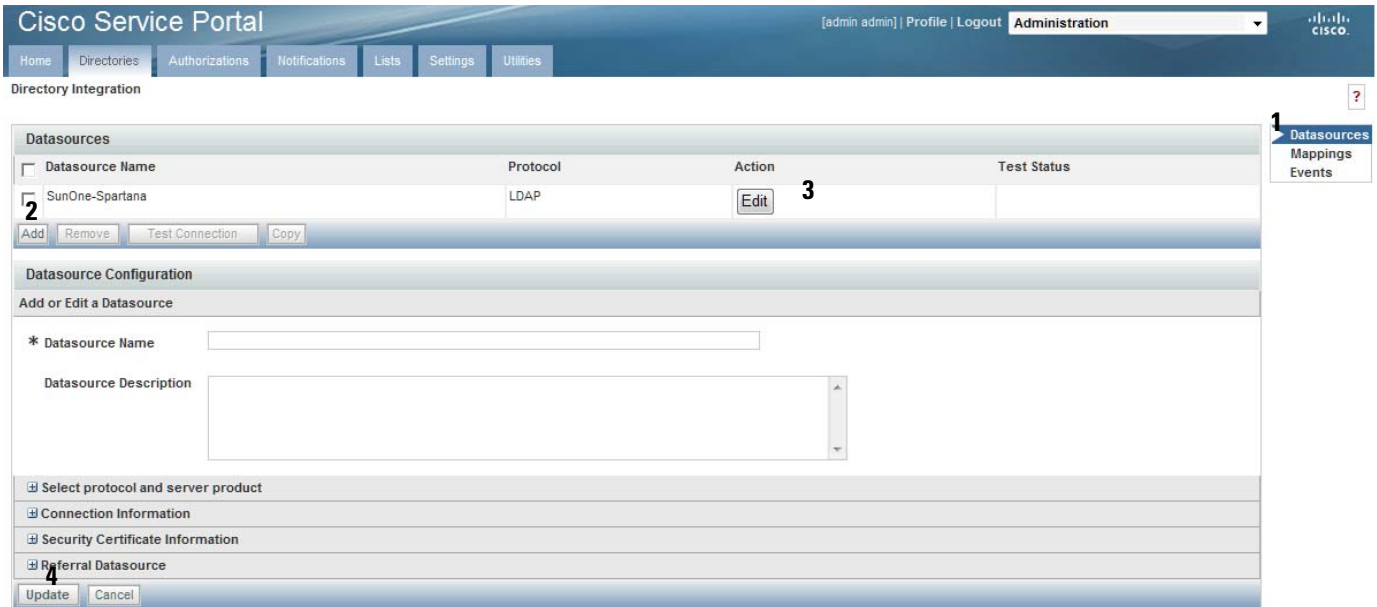 Cisco Service Portal
[admin admin] | Profile | Logout Administration
CISCO.
Home Directories Authorizations Notifications Lists Settings Utilities
Directory Integration
?
1
Datasources
Mappings
Events
Datasources
Datasource Name Protocol Action Test Status
SunOne-Spartana LDAP Edit 3
2
Add Remove Test Connection Copy
Datasource Configuration
Add or Edit a Datasource
* Datasource Name
Datasource Description
Select protocol and server product
Connection Information
Security Certificate Information
Referral Datasource
4
Update Cancel